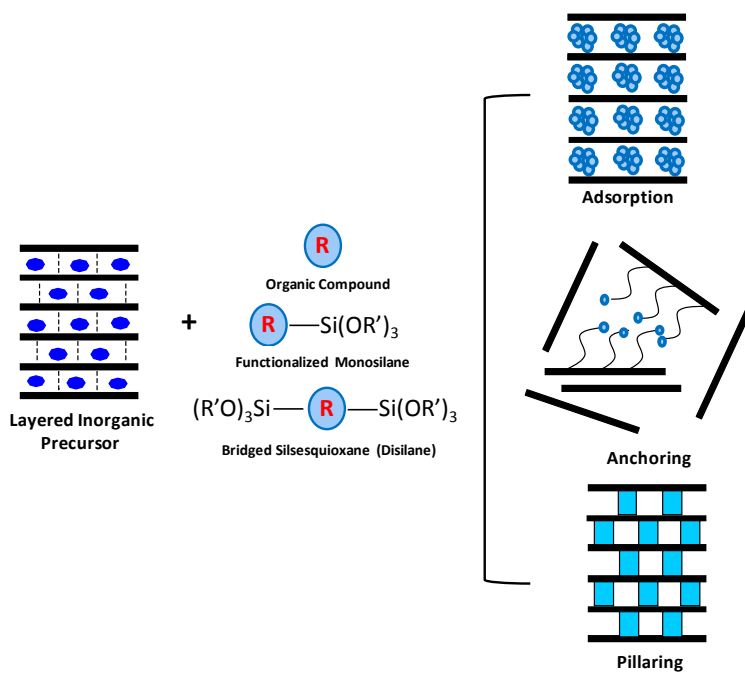 Layered Inorganic
Precursor
+
R
Organic Compound
R—Si(OR’)₃
Functionalized Monosilane
(R’O)₃Si—R—Si(OR’)₃
Bridged Silsesquioxane (Disilane)
Adsorption
Anchoring
Pillaring